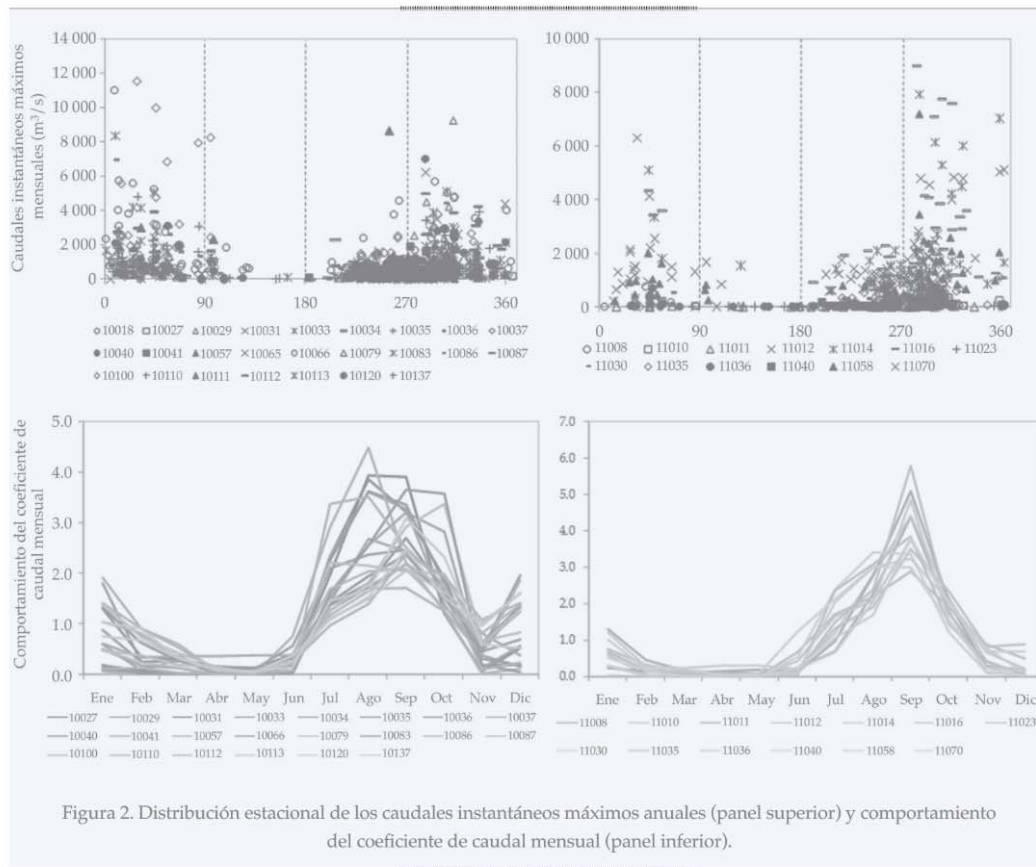 Caudales instantáneos máximos
mensuales (m³/s)
14 000
12 000
10 000
8 000
6 000
4 000
2 000
0
0 90 180 270 360
10018 10027 10029 10031 10033 10034 10035 10036 10037
10040 10041 10057 10065 10066 10079 10083 10086 10087
10100 10110 10111 10112 10113 10120 10137
10 000
8 000
6 000
4 000
2 000
0
0 90 180 270 360
11008 11010 11011 11012 11014 11016 11023
11030 11035 11036 11040 11058 11070
Comportamiento del coeficiente de
caudal mensual
5.0
4.0
3.0
2.0
1.0
0.0
Ene Feb Mar Abr May Jun Jul Ago Sep Oct Nov Dic
10027 10029 10031 10033 10034 10035 10036 10037
10040 10041 10057 10066 10079 10083 10086 10087
10100 10110 10112 10113 10120 10137
7.0
6.0
5.0
4.0
3.0
2.0
1.0
0.0
Ene Feb Mar Abr May Jun Jul Ago Sep Oct Nov Dic
11008 11010 11011 11012 11014 11016 11023
11030 11035 11036 11040 11058 11070
Figura 2. Distribución estacional de los caudales instantáneos máximos anuales (panel superior) y comportamiento
del coeficiente de caudal mensual (panel inferior).